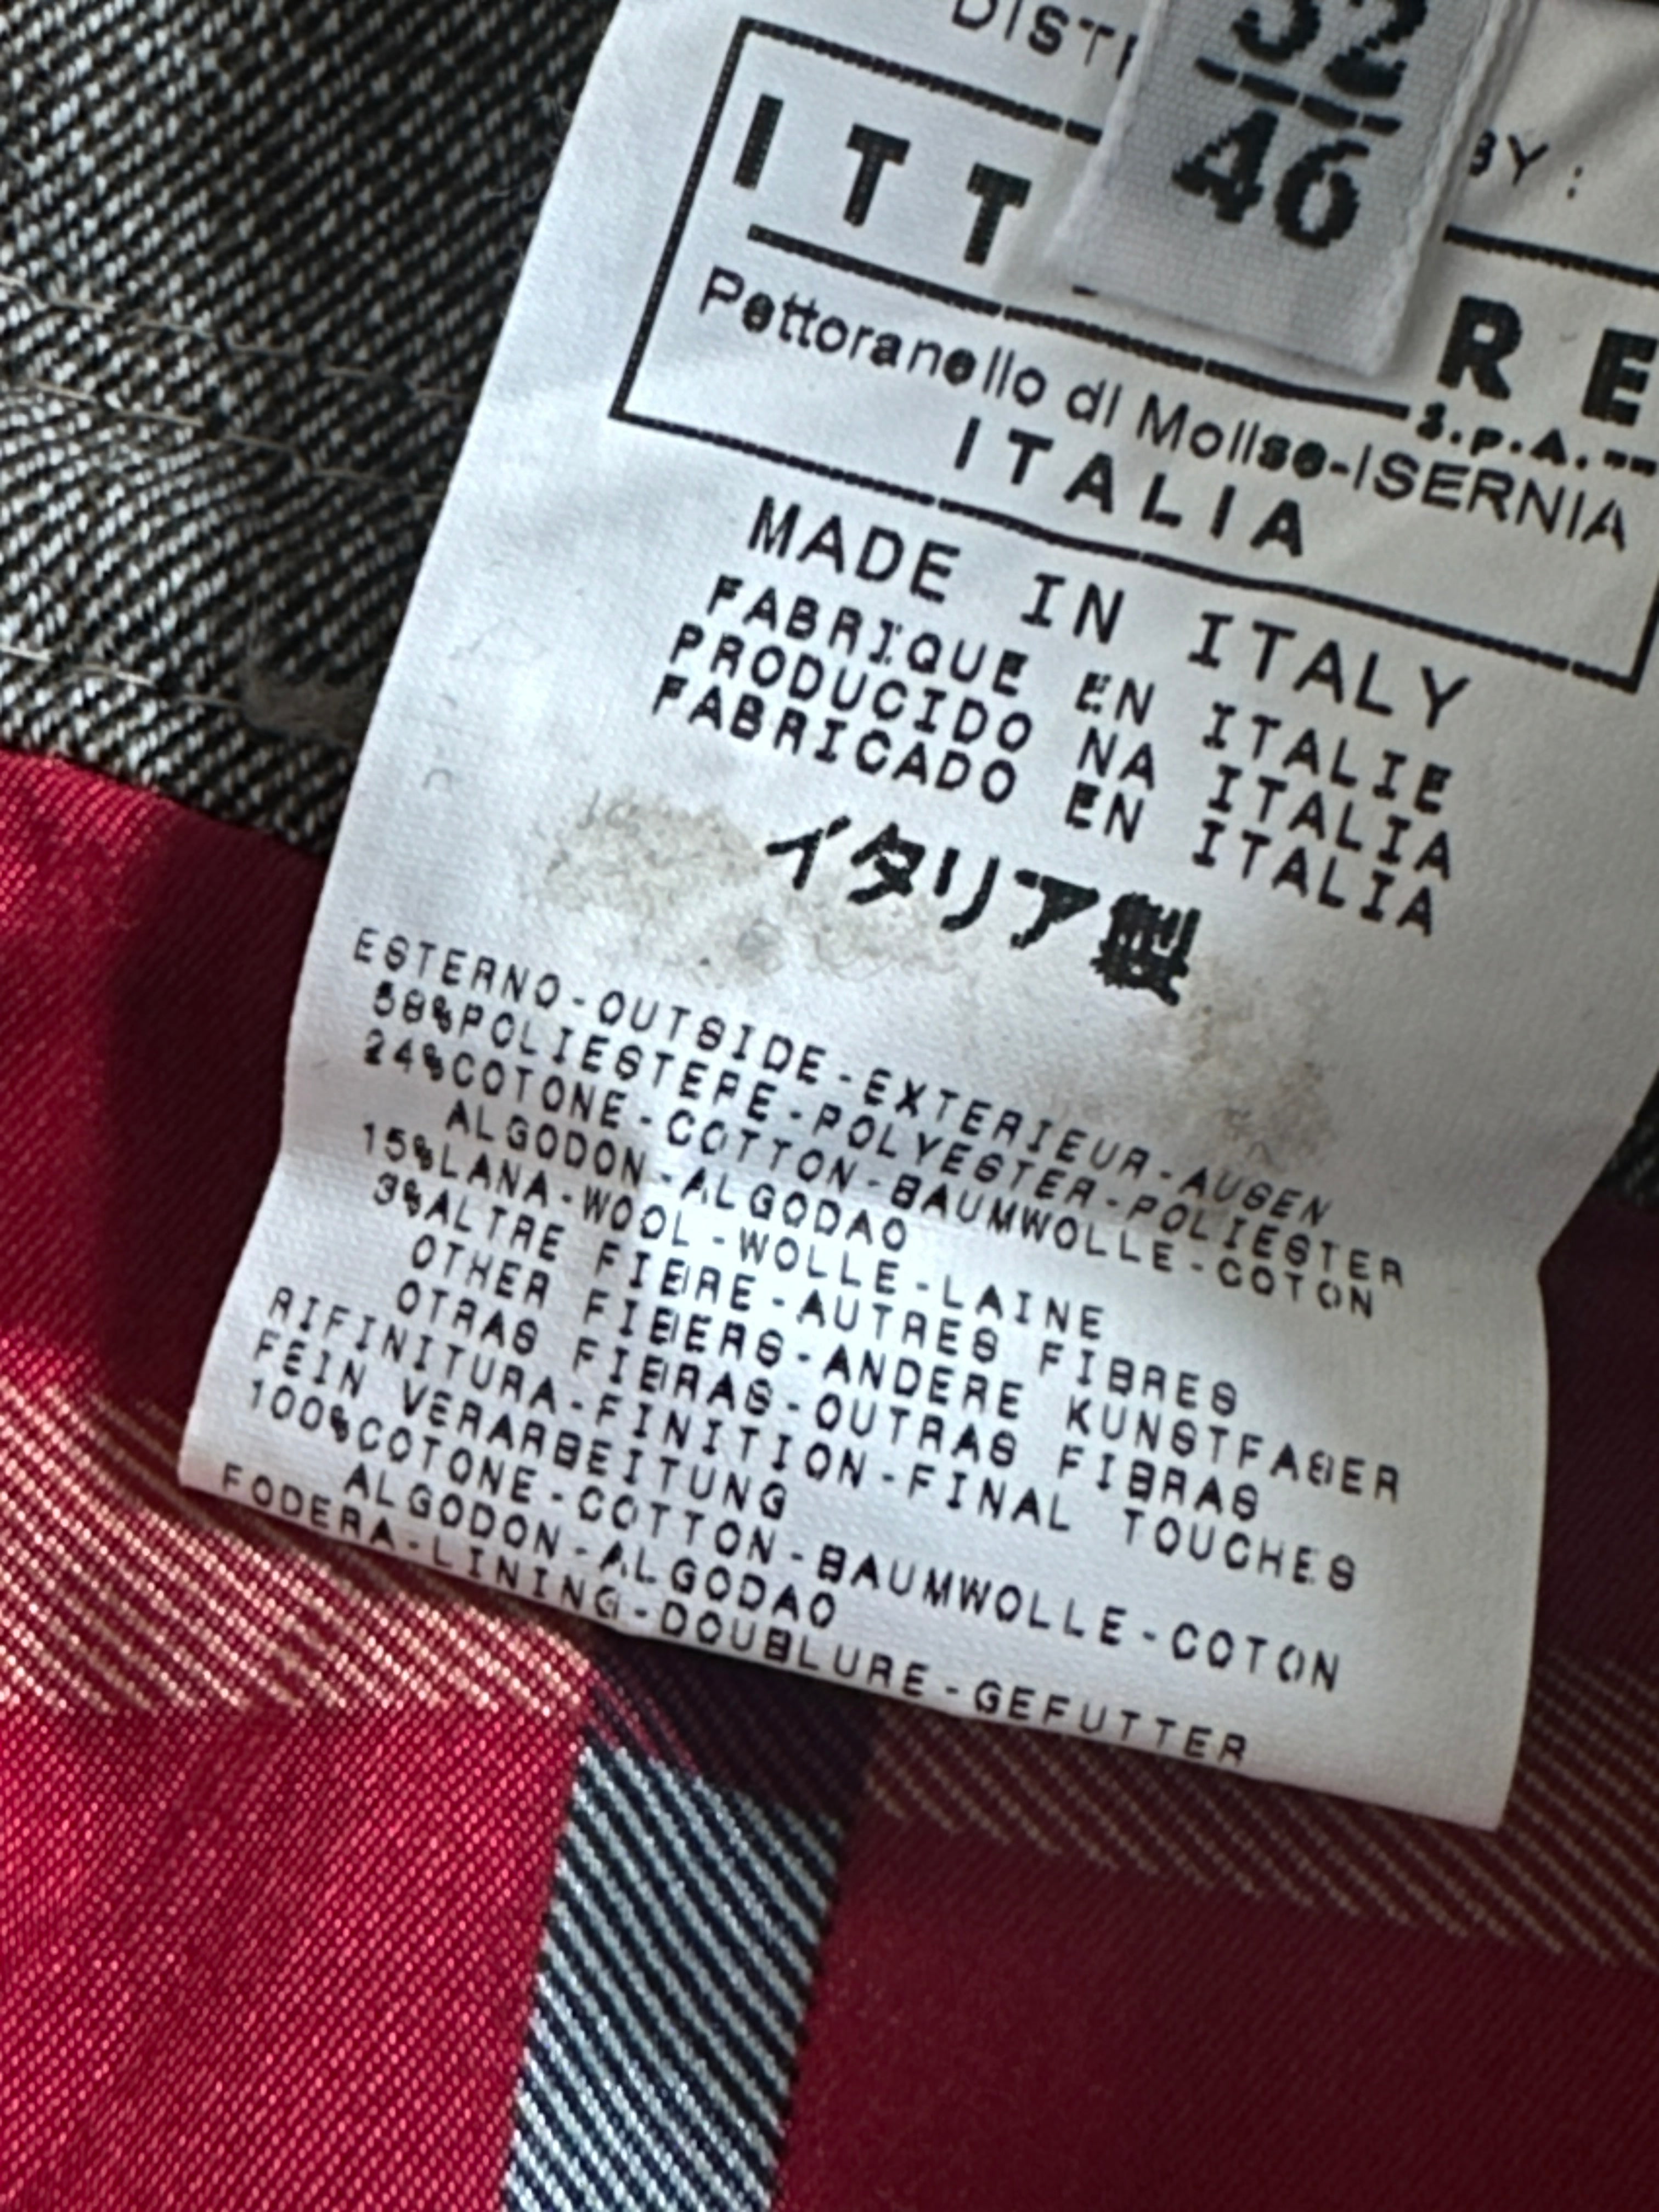 32
46
BY :
ITT RE
S.p.A.
Pettoranello di Molise-ISERNIA
ITALIA
MADE IN ITALY
FABRIQUE EN ITALIE
PRODUCIDO NA ITALIA
FABRICADO EN ITALIA
イタリア製
ESTERNO-OUTSIDE-EXTERIEUR-AUSEN
58%POLIESTERE-POLYESTER-POLIESTER
24%COTONE-COTTON-BAUMWOLLE-COTON
ALGODON-ALGODAO
15%LANA-WOOL-WOLLE-LAINE
3%ALTRE FIBRE-AUTRES FIBRES
OTHER FIBERS-ANDERE KUNSTFASER
OTRAS FIBRAS-OUTRAS FIBRAS
RIFINITURA-FINITION-FINAL TOUCHES
FEIN VERARBEITUNG
100%COTONE-COTTON-BAUMWOLLE-COTON
ALGODON-ALGODAO
FODERA-LINING-DOUBLURE-GEFUTTER